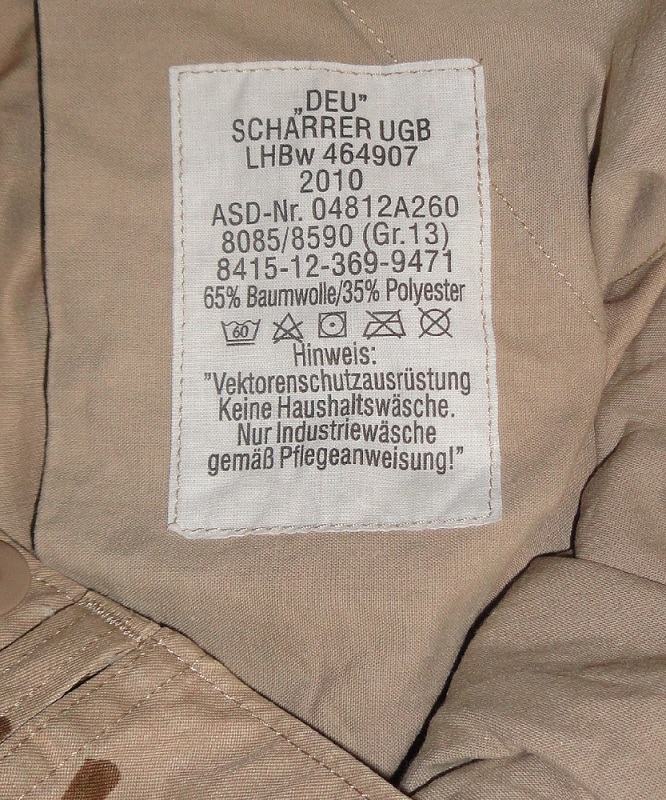 „DEU”
SCHARRER UGB
LHBw 464907
2010
ASD-Nr. 04812A260
8085/8590 (Gr.13)
8415-12-369-9471
65% Baumwolle/35% Polyester
60
Hinweis:
”Vektorenschutzausrüstung
Keine Haushaltswäsche.
Nur Industriewäsche
gemäß Pflegeanweisung!”